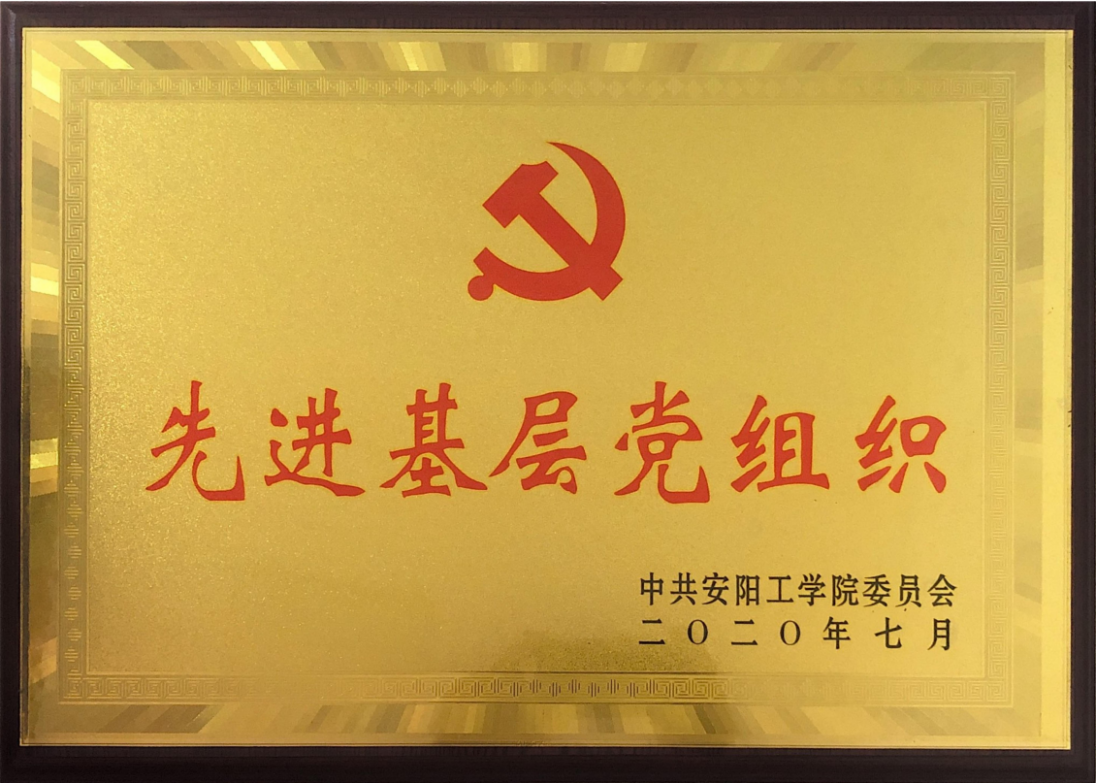 先进基层党组织
中共安阳工学院委员会
二〇二〇年七月